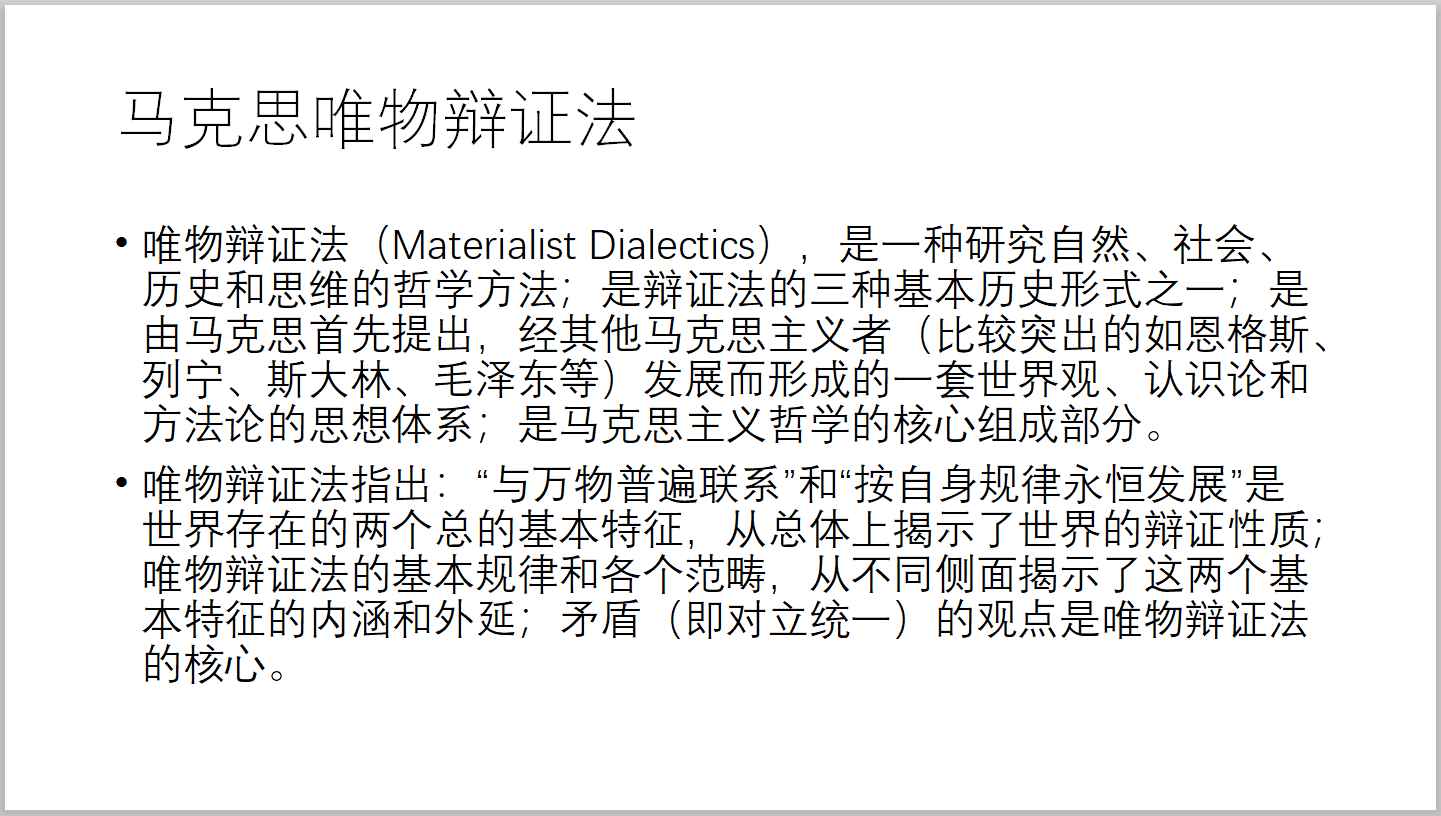 马克思唯物辩证法
• 唯物辩证法（Materialist Dialectics），是一种研究自然、社会、
历史和思维的哲学方法；是辩证法的三种基本历史形式之一；是
由马克思首先提出，经其他马克思主义者（比较突出的如恩格斯、
列宁、斯大林、毛泽东等）发展而形成的一套世界观、认识论和
方法论的思想体系；是马克思主义哲学的核心组成部分。
• 唯物辩证法指出：“与万物普遍联系”和“按自身规律永恒发展”是
世界存在的两个总的基本特征，从总体上揭示了世界的辩证性质；
唯物辩证法的基本规律和各个范畴，从不同侧面揭示了这两个基
本特征的内涵和外延；矛盾（即对立统一）的观点是唯物辩证法
的核心。